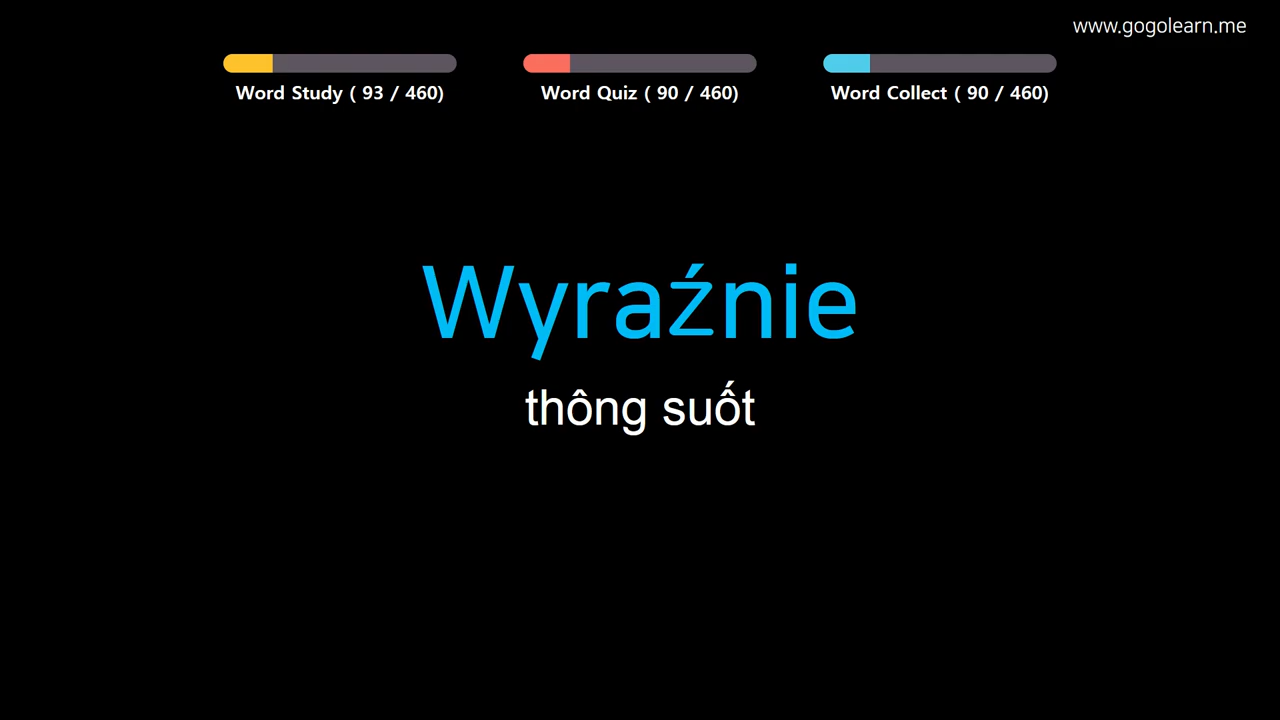 www.gogolearn.me
Word Study ( 93 / 460)
Word Quiz ( 90 / 460)
Word Collect ( 90 / 460)
Wyraźnie
thông suốt